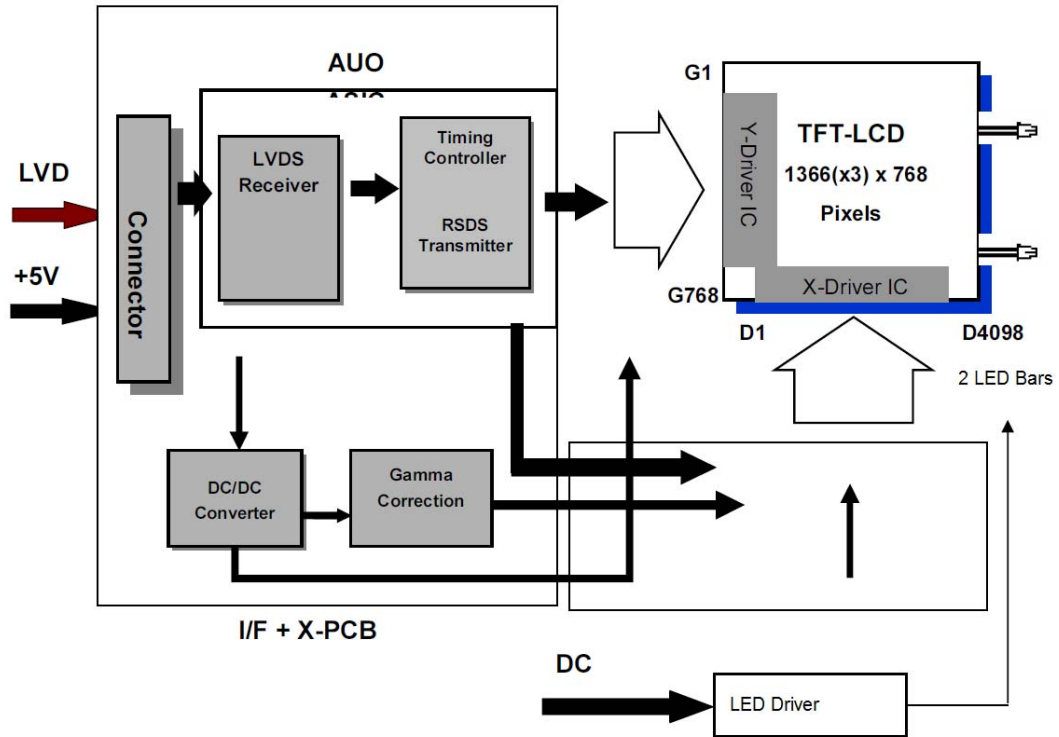 AUO
LVD
+5V
Connector
LVDS
Receiver
Timing
Controller
RSDS
Transmitter
G1
Y-Driver IC
TFT-LCD
1366(x3) x 768
Pixels
G768
X-Driver IC
D1
D4098
2 LED Bars
DC/DC
Converter
Gamma
Correction
I/F + X-PCB
DC
LED Driver